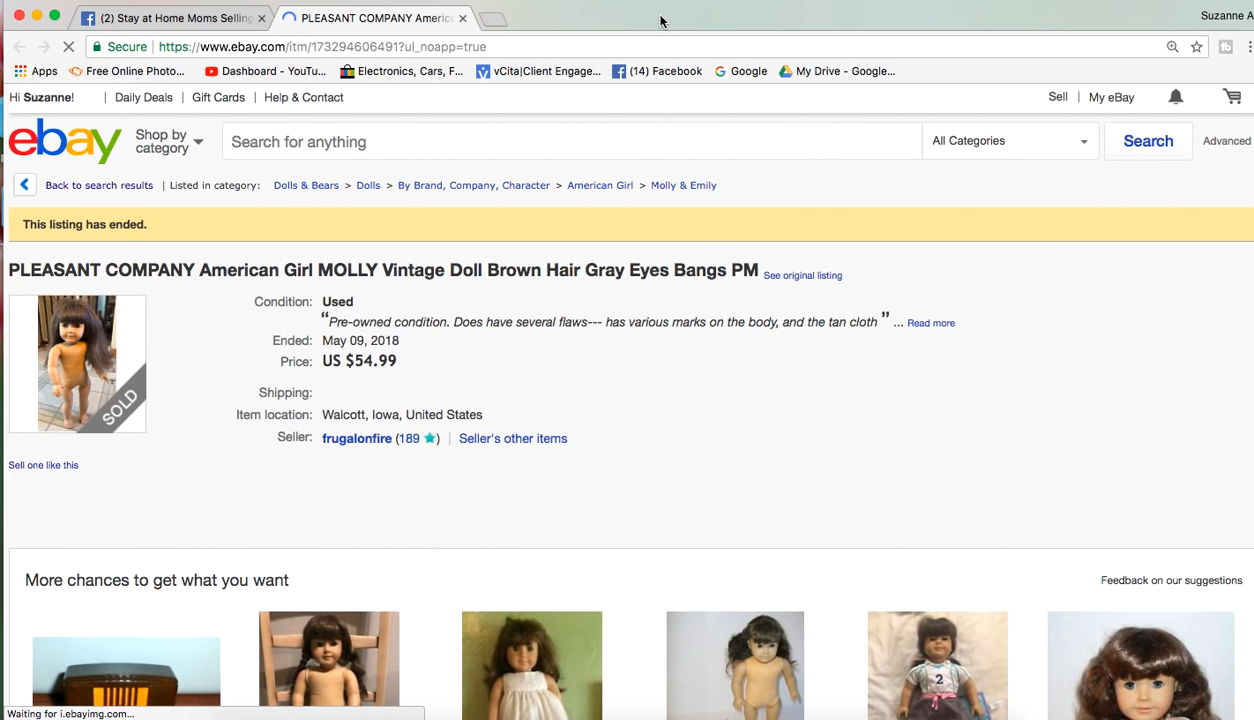 (2) Stay at Home Moms Selling
PLEASANT COMPANY America
Suzanne A
Secure | https://www.ebay.com/itm/173294606491?ul_noapp=true
Apps
Free Online Photo...
Dashboard - YouTu...
Electronics, Cars, F...
vCita|Client Engage...
(14) Facebook
Google
My Drive - Google...
Hi Suzanne!
Daily Deals
Gift Cards
Help & Contact
Sell
My eBay
ebay
Shop by
category
Search for anything
All Categories
Search
Advanced
Back to search results | Listed in category: Dolls & Bears > Dolls > By Brand, Company, Character > American Girl > Molly & Emily
This listing has ended.
PLEASANT COMPANY American Girl MOLLY Vintage Doll Brown Hair Gray Eyes Bangs PM See original listing
SOLD
Condition: Used
“Pre-owned condition. Does have several flaws--- has various marks on the body, and the tan cloth ” ... Read more
Ended: May 09, 2018
Price: US $54.99
Shipping:
Item location: Walcott, Iowa, United States
Seller: frugalonfire (189 ) | Seller's other items
Sell one like this
More chances to get what you want
Feedback on our suggestions
2
Waiting for i.ebayimg.com...